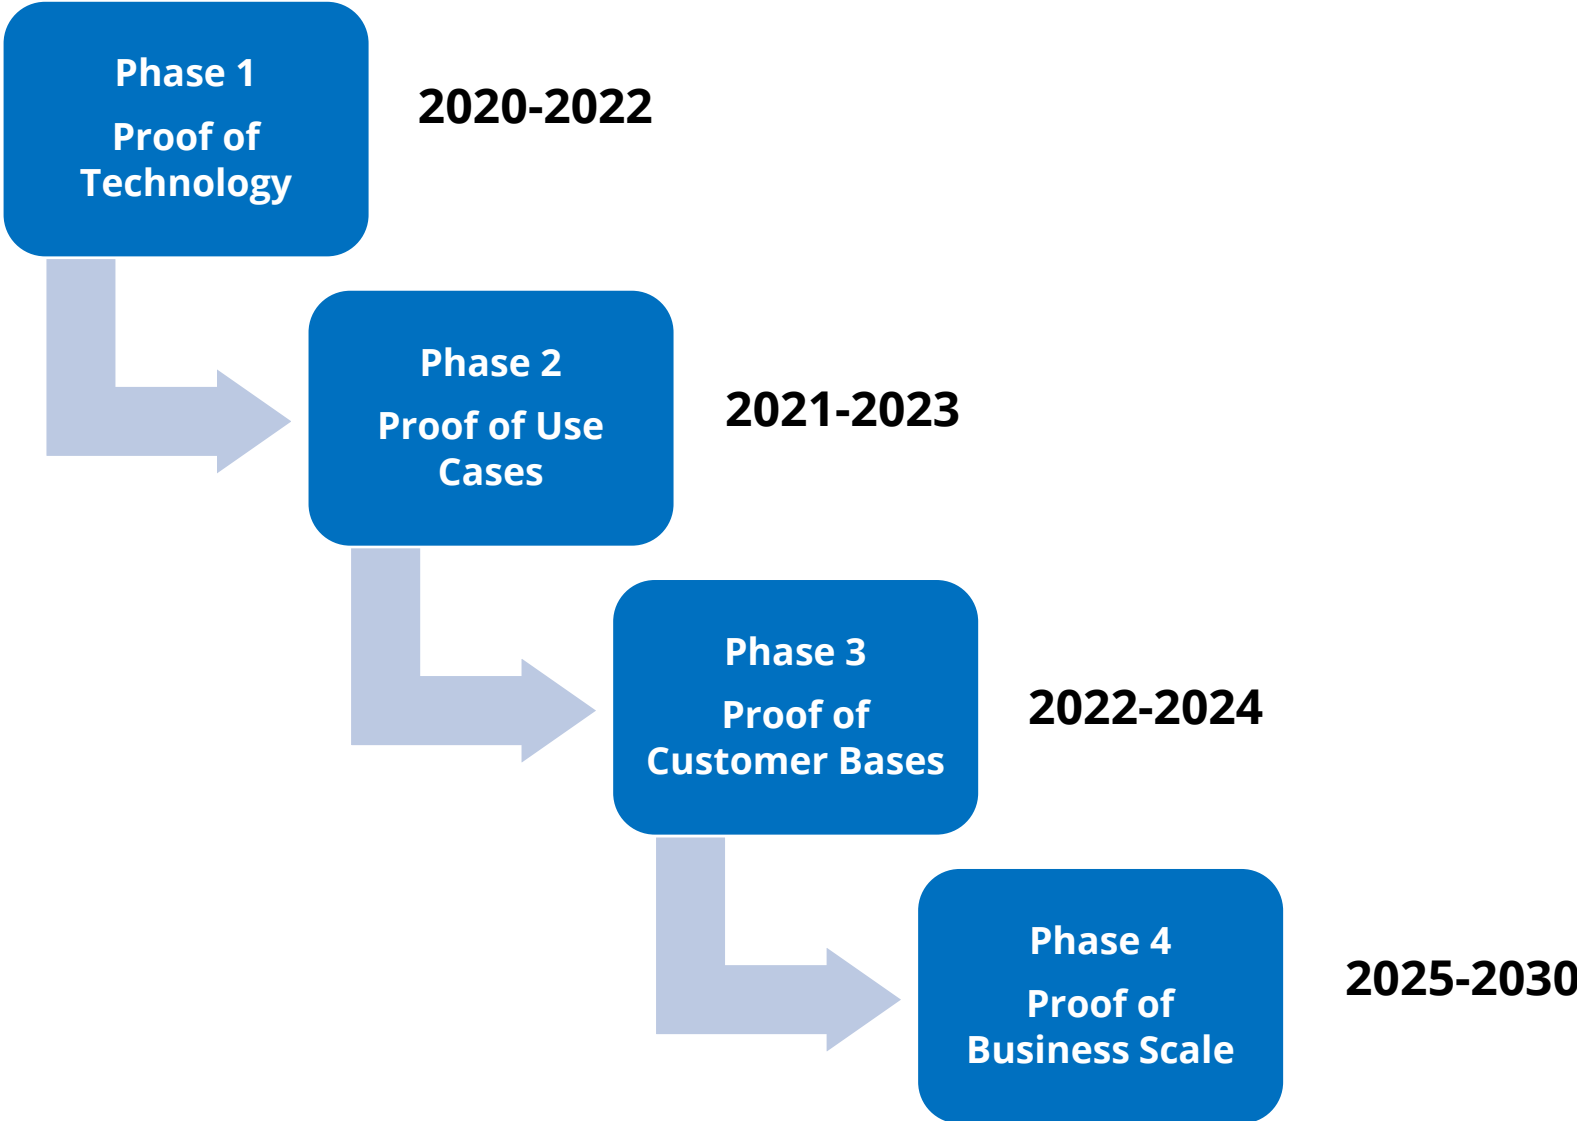 Phase 1
Proof of
Technology
2020-2022
Phase 2
Proof of Use
Cases
2021-2023
Phase 3
Proof of
Customer Bases
2022-2024
Phase 4
Proof of
Business Scale
2025-2030